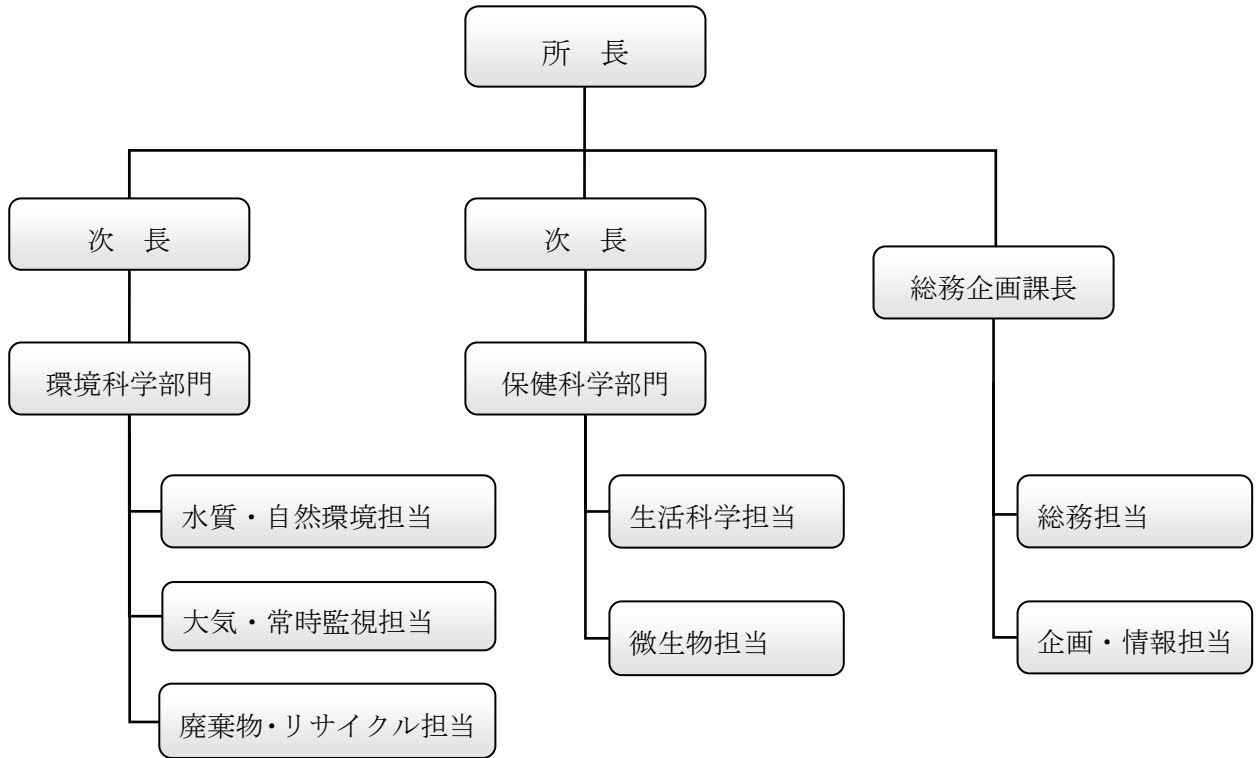 所　長
次　長
次　長
総務企画課長
環境科学部門
保健科学部門
水質・自然環境担当
生活科学担当
総務担当
大気・常時監視担当
微生物担当
企画・情報担当
廃棄物・リサイクル担当